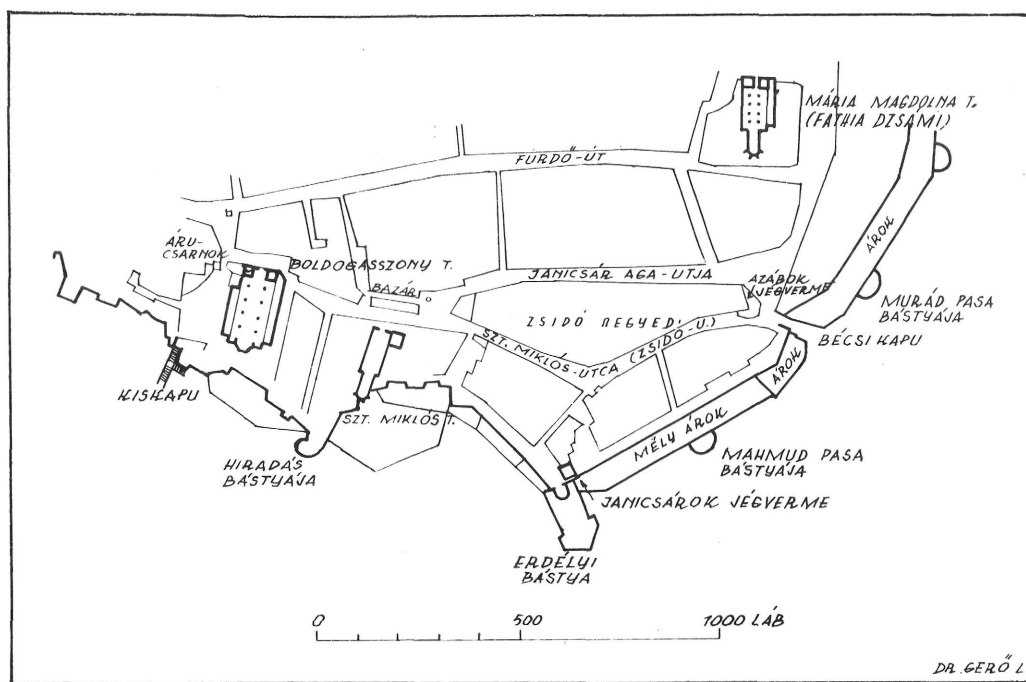 MÁRIA MAGDOLNA T.
(FATHIA DZSÁMI)
FÜRDŐ-ÚT
ÁRU-
CSARNOK
BOLDOGASSZONY T.
BAZÁR
JANICSÁR AGA-UTJA
AZÁBOK
JÉGVERME
ÁROK
MURÁD PASA
BÁSTYÁJA
ZSIDÓ NEGYED
SZT. MIKLÓS-UTCA (ZSIDÓ-U.)
BÉCSI KAPU
ÁROK
KISKAPU
SZT. MIKLÓS T.
MÉLY ÁROK
HIRADÁS
BÁSTYÁJA
MAHMUD PASA
BÁSTYÁJA
JANICSÁROK JÉGVERME
ERDÉLYI
BÁSTYA
0 500 1000 LÁB
DR. GERŐ L